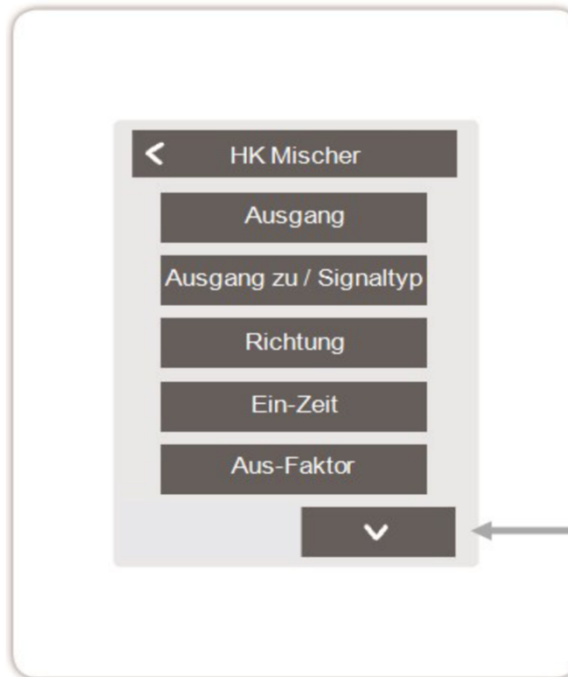 HK Mischer
Ausgang
Ausgang zu / Signaltyp
Richtung
Ein-Zeit
Aus-Faktor